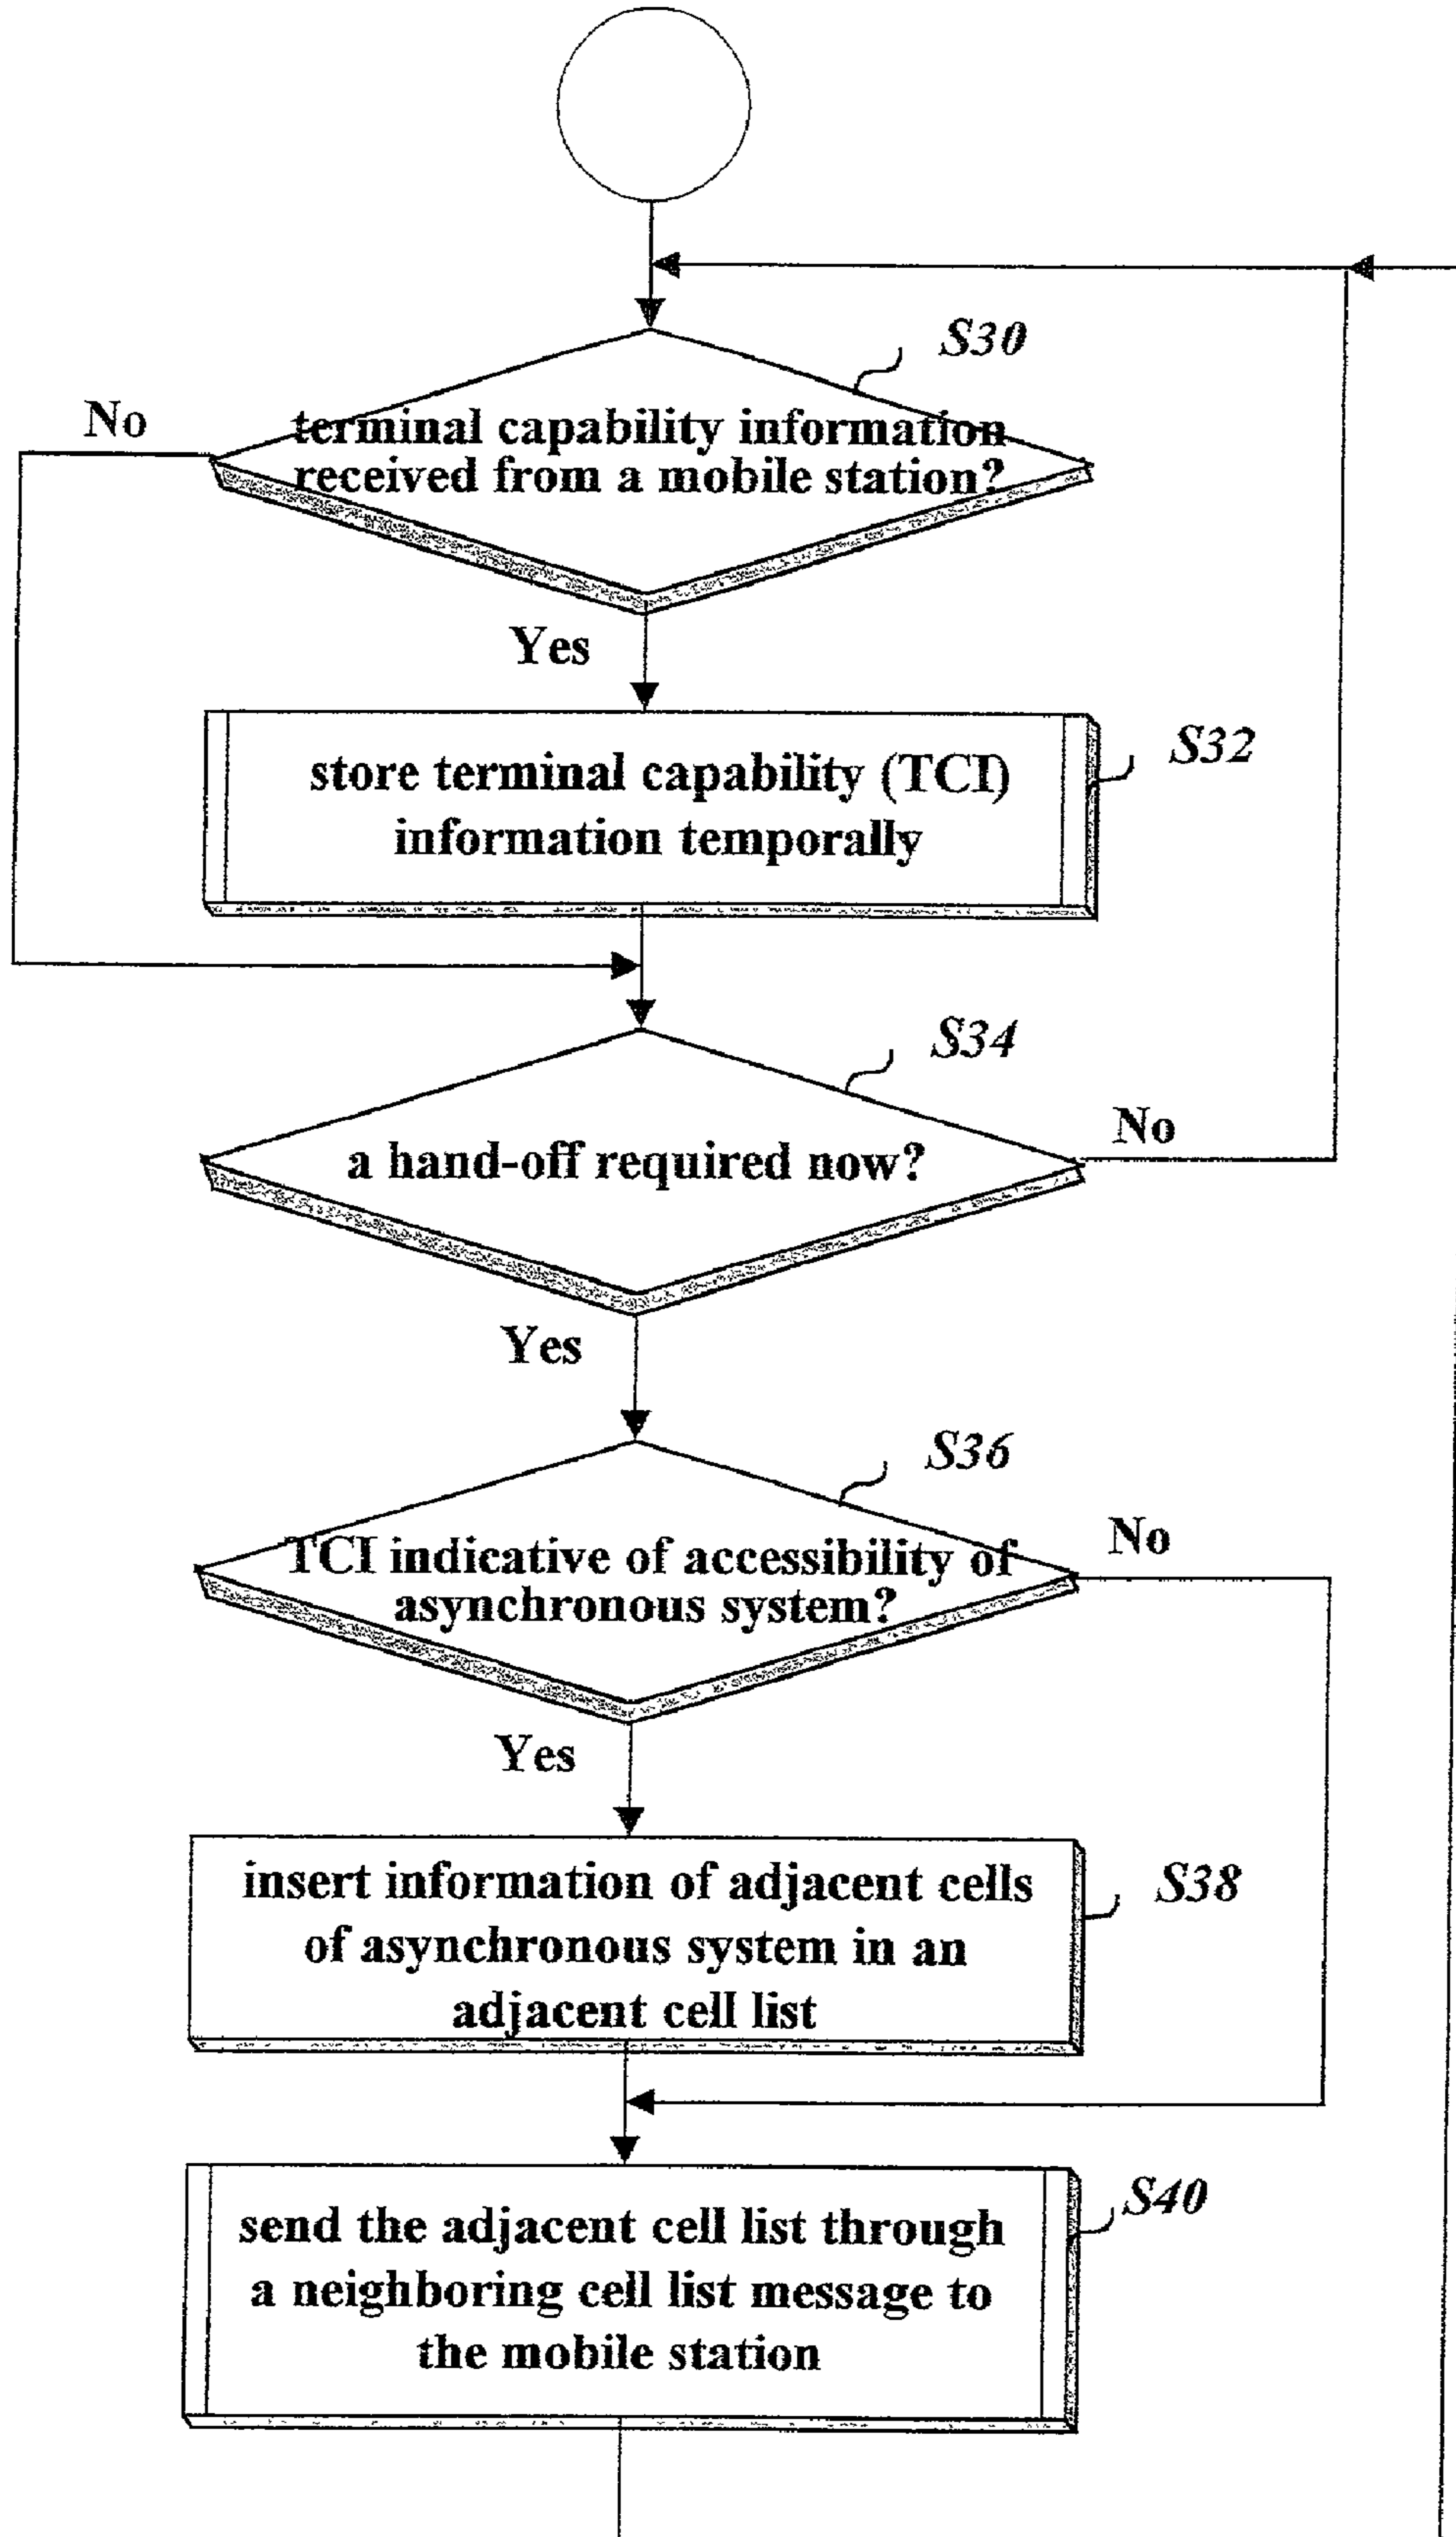 S30
No
terminal capability information
received from a mobile station?
Yes
S32
store terminal capability (TCI)
information temporally
S34
No
a hand-off required now?
Yes
S36
No
TCI indicative of accessibility of
asynchronous system?
Yes
S38
insert information of adjacent cells
of asynchronous system in an
adjacent cell list
S40
send the adjacent cell list through
a neighboring cell list message to
the mobile station